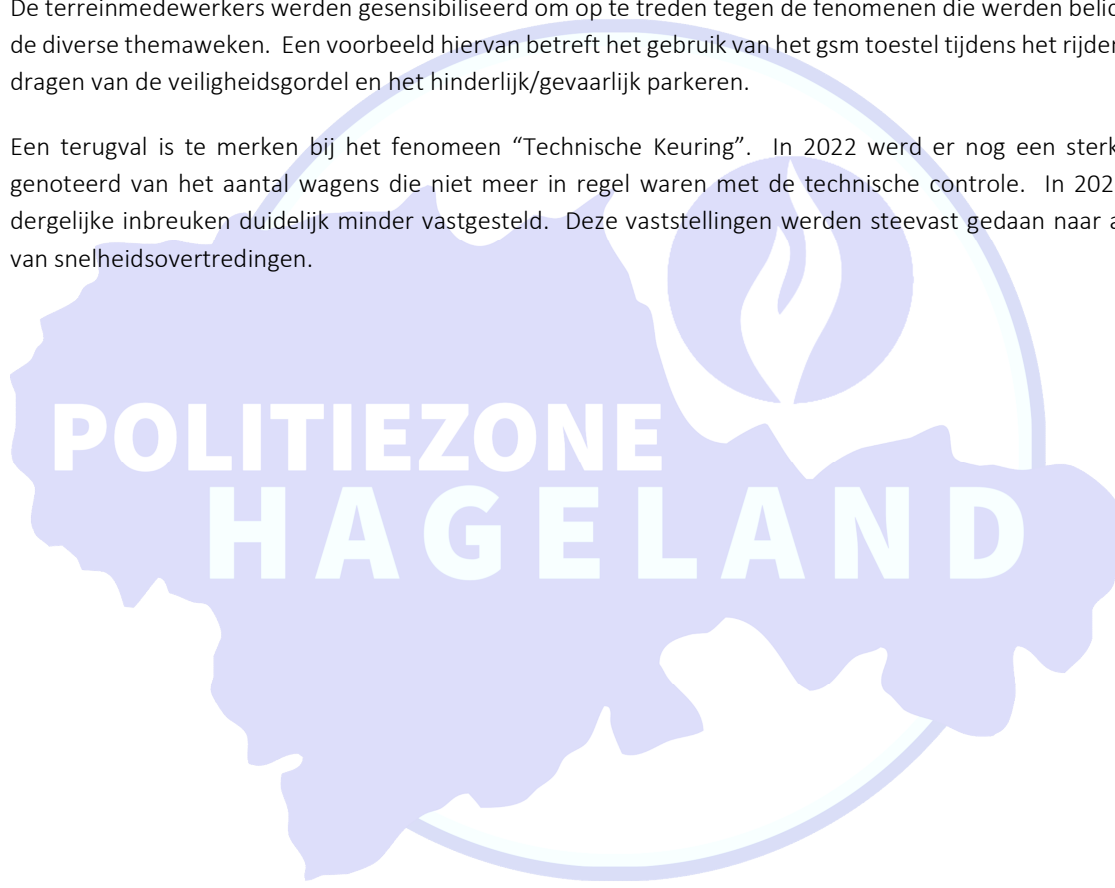 De terreinmedewerkers werden gesensibiliseerd om op te treden tegen de fenomenen die werden
de diverse themaweken. Een voorbeeld hiervan betreft het gebruik van het gsm toestel tijdens het
dragen van de veiligheidsgordel en het hinderlijk/gevaarlijk parkeren.
Een terugval is te merken bij het fenomeen “Technische Keuring”. In 2022 werd er nog een
genoteerd van het aantal wagens die niet meer in regel waren met de technische controle. In
dergelijke inbreuken duidelijk minder vastgesteld. Deze vaststellingen werden steevast gedaan naar
van snelheidsovertredingen.
POLITIEZONE
HAGELAND